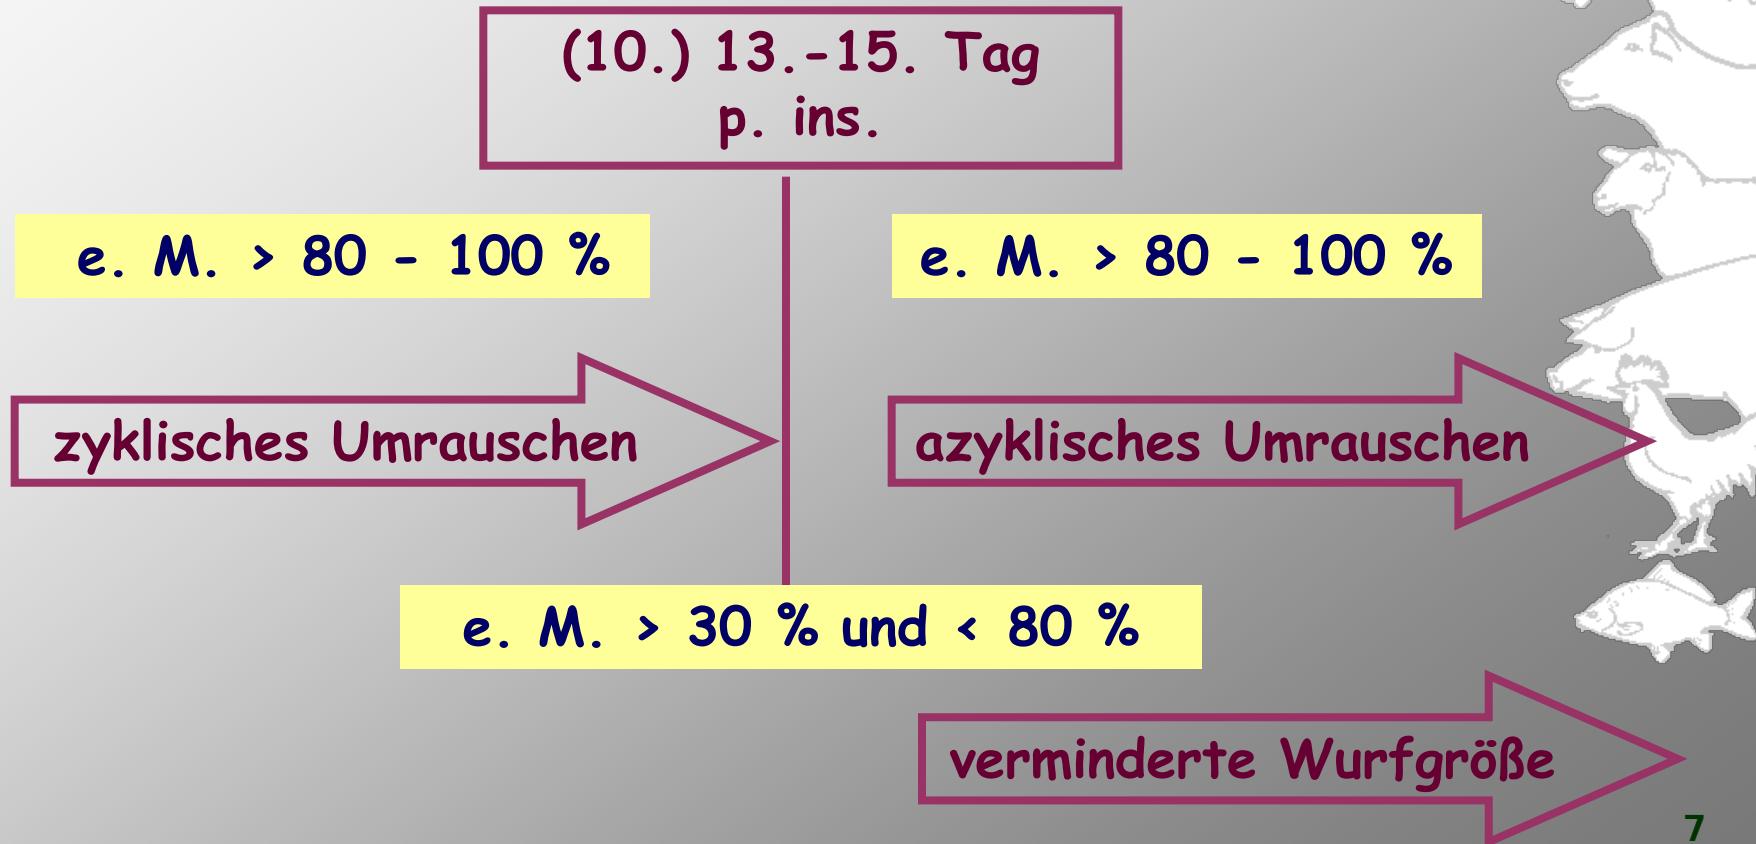 (10.) 13.-15. Tag
p. ins.
e. M. > 80 - 100 %
e. M. > 80 - 100 %
zyklisches Umrauschen
azyklisches Umrauschen
e. M. > 30 % und < 80 %
verminderte Wurfgröße
7